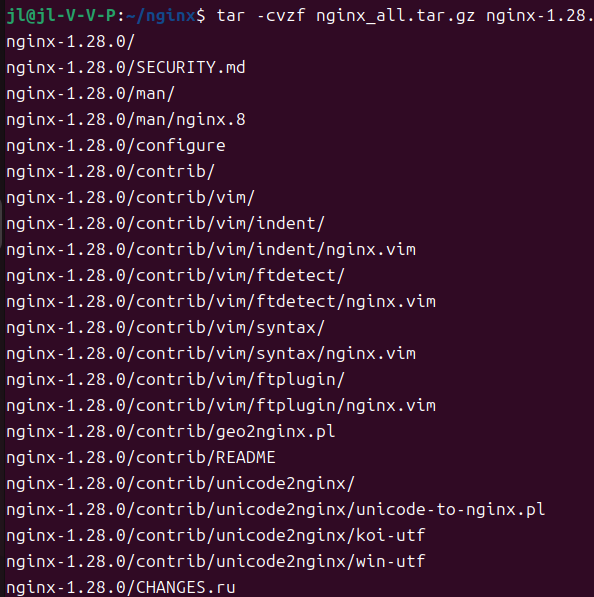 jl@jl-V-V-P:~/nginx$ tar -cvzf nginx_all.tar.gz nginx-1.28.
nginx-1.28.0/
nginx-1.28.0/SECURITY.md
nginx-1.28.0/man/
nginx-1.28.0/man/nginx.8
nginx-1.28.0/configure
nginx-1.28.0/contrib/
nginx-1.28.0/contrib/vim/
nginx-1.28.0/contrib/vim/indent/
nginx-1.28.0/contrib/vim/indent/nginx.vim
nginx-1.28.0/contrib/vim/ftdetect/
nginx-1.28.0/contrib/vim/ftdetect/nginx.vim
nginx-1.28.0/contrib/vim/syntax/
nginx-1.28.0/contrib/vim/syntax/nginx.vim
nginx-1.28.0/contrib/vim/ftplugin/
nginx-1.28.0/contrib/vim/ftplugin/nginx.vim
nginx-1.28.0/contrib/geo2nginx.pl
nginx-1.28.0/contrib/README
nginx-1.28.0/contrib/unicode2nginx/
nginx-1.28.0/contrib/unicode2nginx/unicode-to-nginx.pl
nginx-1.28.0/contrib/unicode2nginx/koi-utf
nginx-1.28.0/contrib/unicode2nginx/win-utf
nginx-1.28.0/CHANGES.ru